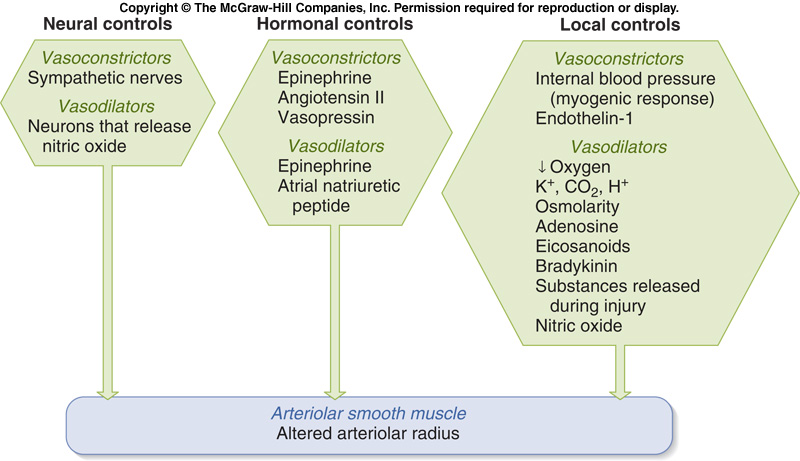 Copyright © The McGraw-Hill Companies, Inc. Permission required for reproduction or display.
Neural controls
Vasoconstrictors
Sympathetic nerves
Vasodilators
Neurons that release
nitric oxide
Hormonal controls
Vasoconstrictors
Epinephrine
Angiotensin II
Vasopressin
Vasodilators
Epinephrine
Atrial natriuretic
peptide
Local controls
Vasoconstrictors
Internal blood pressure
(myogenic response)
Endothelin-1
Vasodilators
↓Oxygen
K⁺, CO₂, H⁺
Osmolarity
Adenosine
Eicosanoids
Bradykinin
Substances released
during injury
Nitric oxide
Arteriolar smooth muscle
Altered arteriolar radius